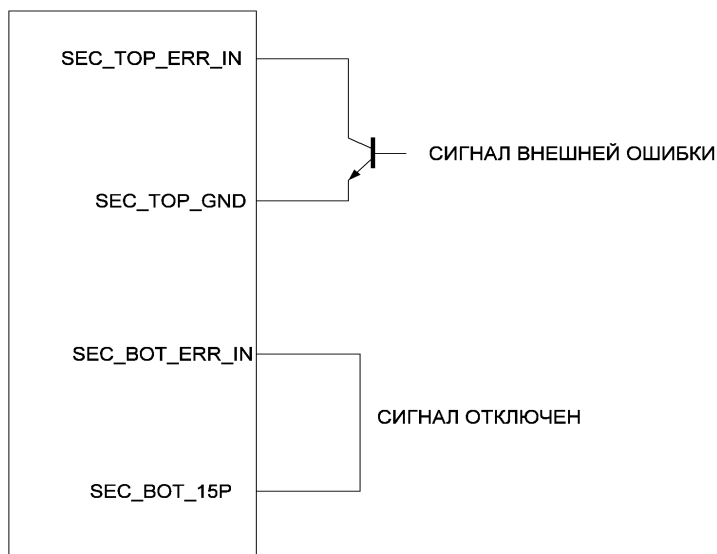 SEC_TOP_ERR_IN
СИГНАЛ ВНЕШНЕЙ ОШИБКИ
SEC_TOP_GND
SEC_BOT_ERR_IN
СИГНАЛ ОТКЛЮЧЕН
SEC_BOT_15P